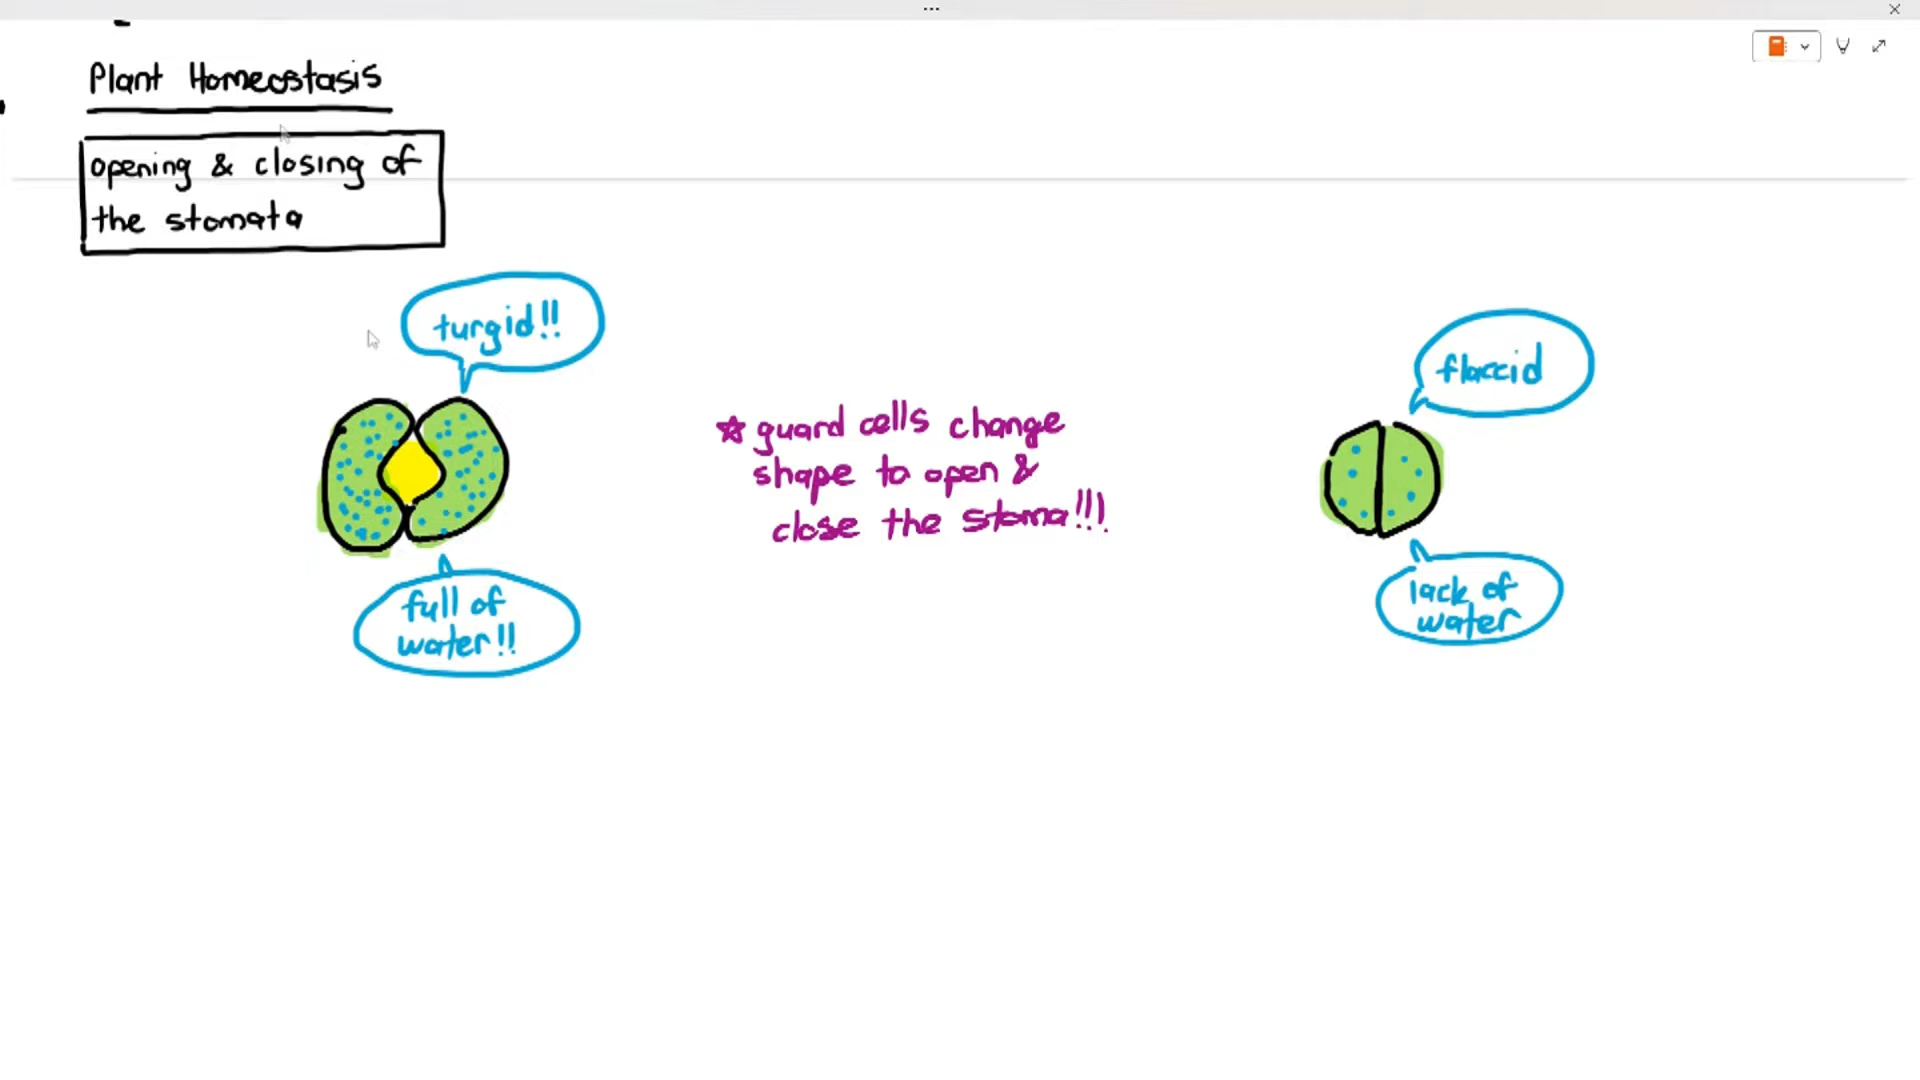 Plant Homeostasis
opening & closing of
the stomata
turgid!!
flaccid
☆ guard cells change
shape to open &
close the stoma!!!
full of
water!!
lack of
water